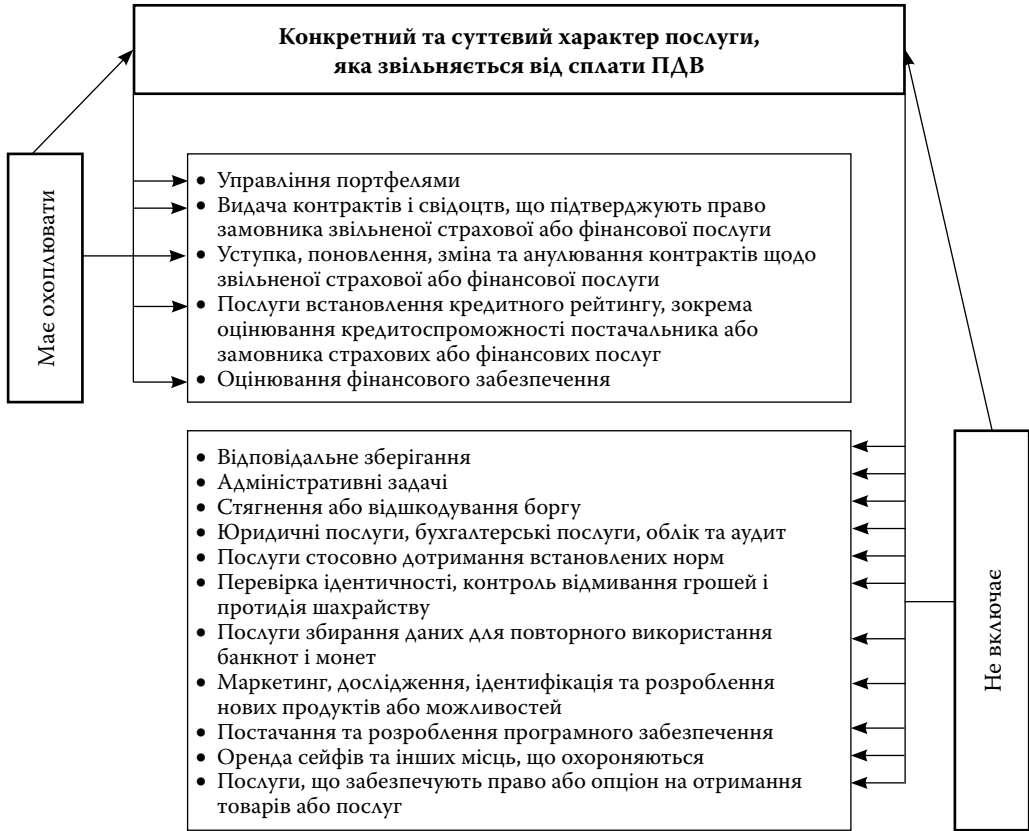 Конкретний та суттєвий характер послуги,
яка звільняється від сплати ПДВ
Має охоплювати
• Управління портфелями
• Видача контрактів і свідоцтв, що підтверджують право
замовника звільненої страхової або фінансової послуги
• Уступка, поновлення, зміна та анулювання контрактів щодо
звільненої страхової або фінансової послуги
• Послуги встановлення кредитного рейтингу, зокрема
оцінювання кредитоспроможності постачальника або
замовника страхових або фінансових послуг
• Оцінювання фінансового забезпечення
• Відповідальне зберігання
• Адміністративні задачі
• Стягнення або відшкодування боргу
• Юридичні послуги, бухгалтерські послуги, облік та аудит
• Послуги стосовно дотримання встановлених норм
• Перевірка ідентичності, контроль відмивання грошей і
протидія шахрайству
• Послуги збирання даних для повторного використання
банкнот і монет
• Маркетинг, дослідження, ідентифікація та розроблення
нових продуктів або можливостей
• Постачання та розроблення програмного забезпечення
• Оренда сейфів та інших місць, що охороняються
• Послуги, що забезпечують право або опціон на отримання
товарів або послуг
Не включає